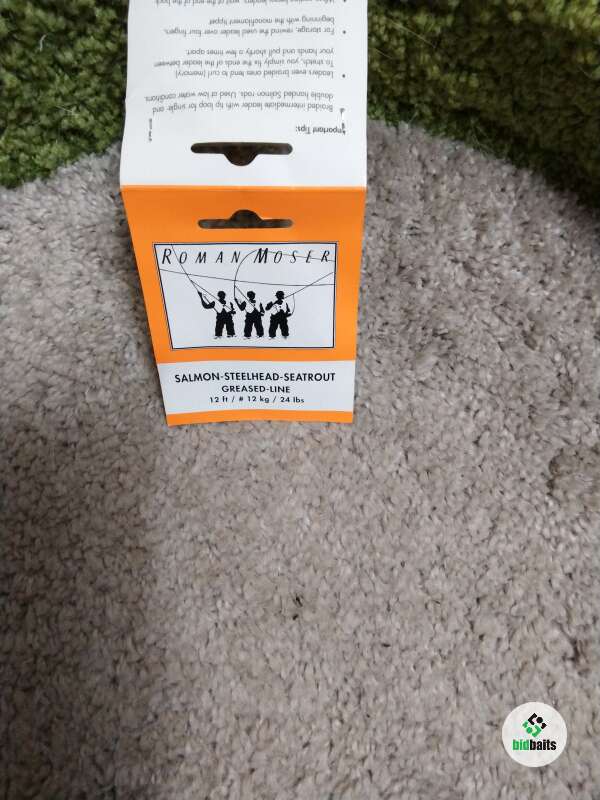 Important Tips:
Braided intermediate leader with tip loop for single- and
double handed Salmon rods. Used at low water conditions
Leaders even braided ones tend to curl (memory)
To stretch, you simply fix the ends of the leader between
your hands and pull shortly a few times apart.
For storage, rewind the used leader over four fingers,
beginning with the monofilament tippet
ROMAN MOSER
SALMON-STEELHEAD-SEATROUT
GREASED-LINE
12 ft / # 12 kg / 24 lbs
bidbaits